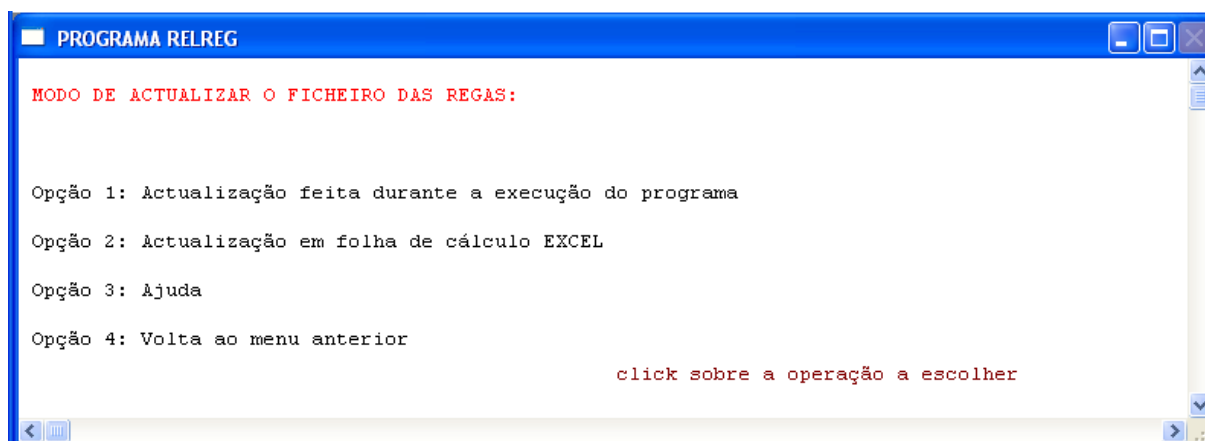 PROGRAMA RELREG
MODO DE ACTUALIZAR O FICHEIRO DAS REGAS:
Opção 1: Actualização feita durante a execução do programa
Opção 2: Actualização em folha de cálculo EXCEL
Opção 3: Ajuda
Opção 4: Volta ao menu anterior
click sobre a operação a escolher